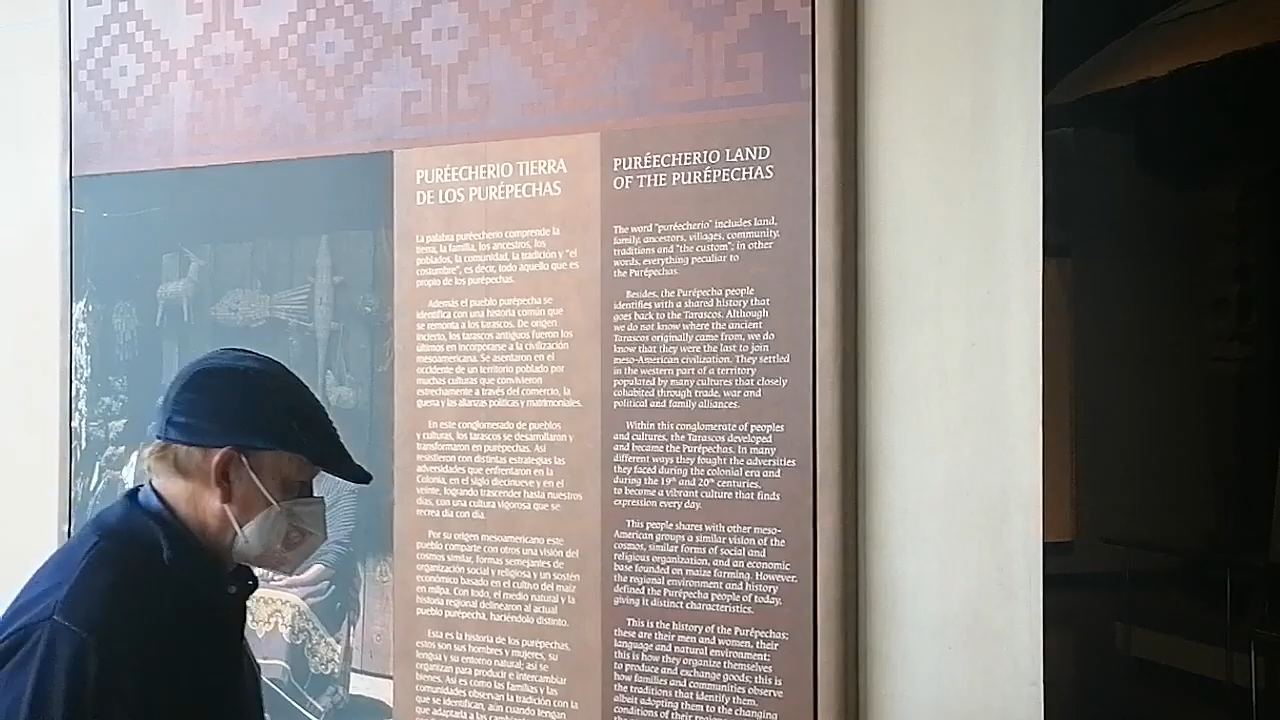 PURÉECHERIO TIERRA
DE LOS PURÉPECHAS
La palabra puréecherio comprende la
tierra, la familia, los ancestros, los
poblados, la comunidad, la tradición y "el
costumbre", es decir, todo aquello que es
propio de los purépechas.
Además el pueblo purépecha se
identifica con una historia común que
se remonta a los tarascos. De origen
incierto, los tarascos antiguos fueron los
últimos en incorporarse a la civilización
mesoamericana. Se asentaron en el
occidente de un territorio poblado por
muchas culturas que convivieron
estrechamente a través del comercio, la
guerra y las alianzas políticas y matrimoniales.
En este conglomerado de pueblos
y culturas, los tarascos se desarrollaron y
transformaron en purépechas. Así
resistieron con distintas estrategias las
adversidades que enfrentaron en la
Colonia, en el siglo diecinueve y en el
veinte, logrando trascender hasta nuestros
días, con una cultura vigorosa que se
recrea día con día.
Por su origen mesoamericano este
pueblo comparte con otros una visión del
cosmos similar, formas semejantes de
organización social y religiosa y un sostén
económico basado en el cultivo del maíz
en milpa. Con todo, el medio natural y la
historia regional delinearon al actual
pueblo purépecha, haciéndolo distinto.
Esta es la historia de los purépechas,
estos son sus hombres y mujeres, su
lengua y su entorno natural; así se
organizan para producir e intercambiar
bienes. Así es como las familias y las
comunidades observan la tradición con la
que se identifican, aún cuando tengan
que adaptarla a las
PURÉECHERIO LAND
OF THE PURÉPECHAS
The word "puréecherio" includes land,
family, ancestors, villages, community,
traditions and "the custom"; in other
words, everything peculiar to
the Purépechas.
Besides, the Purépecha people
identifies with a shared history that
goes back to the Tarascos. Although
we do not know where the ancient
Tarascos originally came from, we do
know that they were the last to join
meso-American civilization. They settled
in the western part of a territory
populated by many cultures that closely
cohabited through trade, war and
political and family alliances.
Within this conglomerate of peoples
and cultures, the Tarascos developed
and became the Purépechas. In many
different ways they fought the adversities
they faced during the colonial era and
during the 19th and 20th centuries,
to become a vibrant culture that finds
expression every day.
This people shares with other meso-
American groups a similar vision of the
cosmos, similar forms of social and
religious organization, and an economic
base founded on maize farming. However,
the regional environment and history
defined the Purépecha people of today,
giving it distinct characteristics.
This is the history of the Purépechas;
these are their men and women, their
language and natural environment;
this is how they organize themselves
to produce and exchange goods; this is
how families and communities observe
the traditions that identify them,
albeit adopting them to the changing
conditions of their